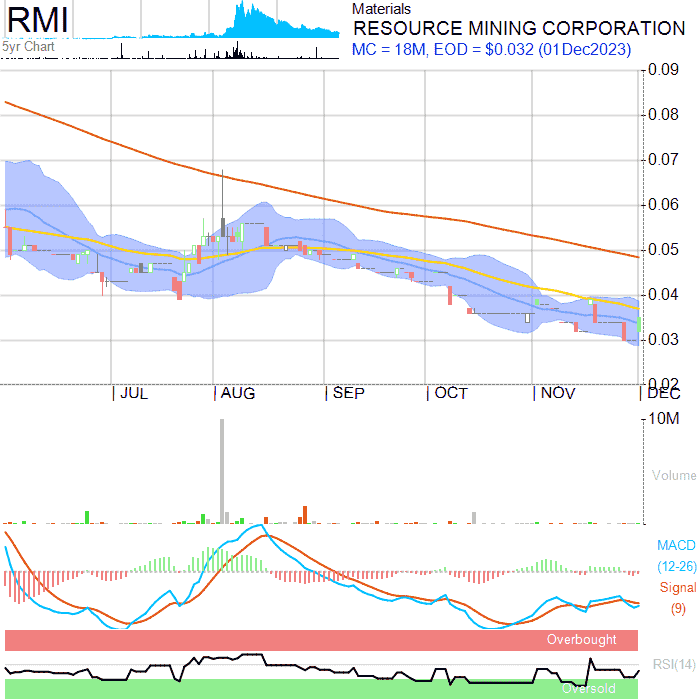 RMI
5yr Chart
Materials
RESOURCE MINING CORPORATION
MC = 18M, EOD = $0.032 (01Dec2023)
0.09
0.08
0.07
0.06
0.05
0.04
0.03
0.02
JUL
AUG
SEP
OCT
NOV
DEC
10M
Volume
MACD
(12-26)
Signal
(9)
Overbought
RSI(14)
Oversold